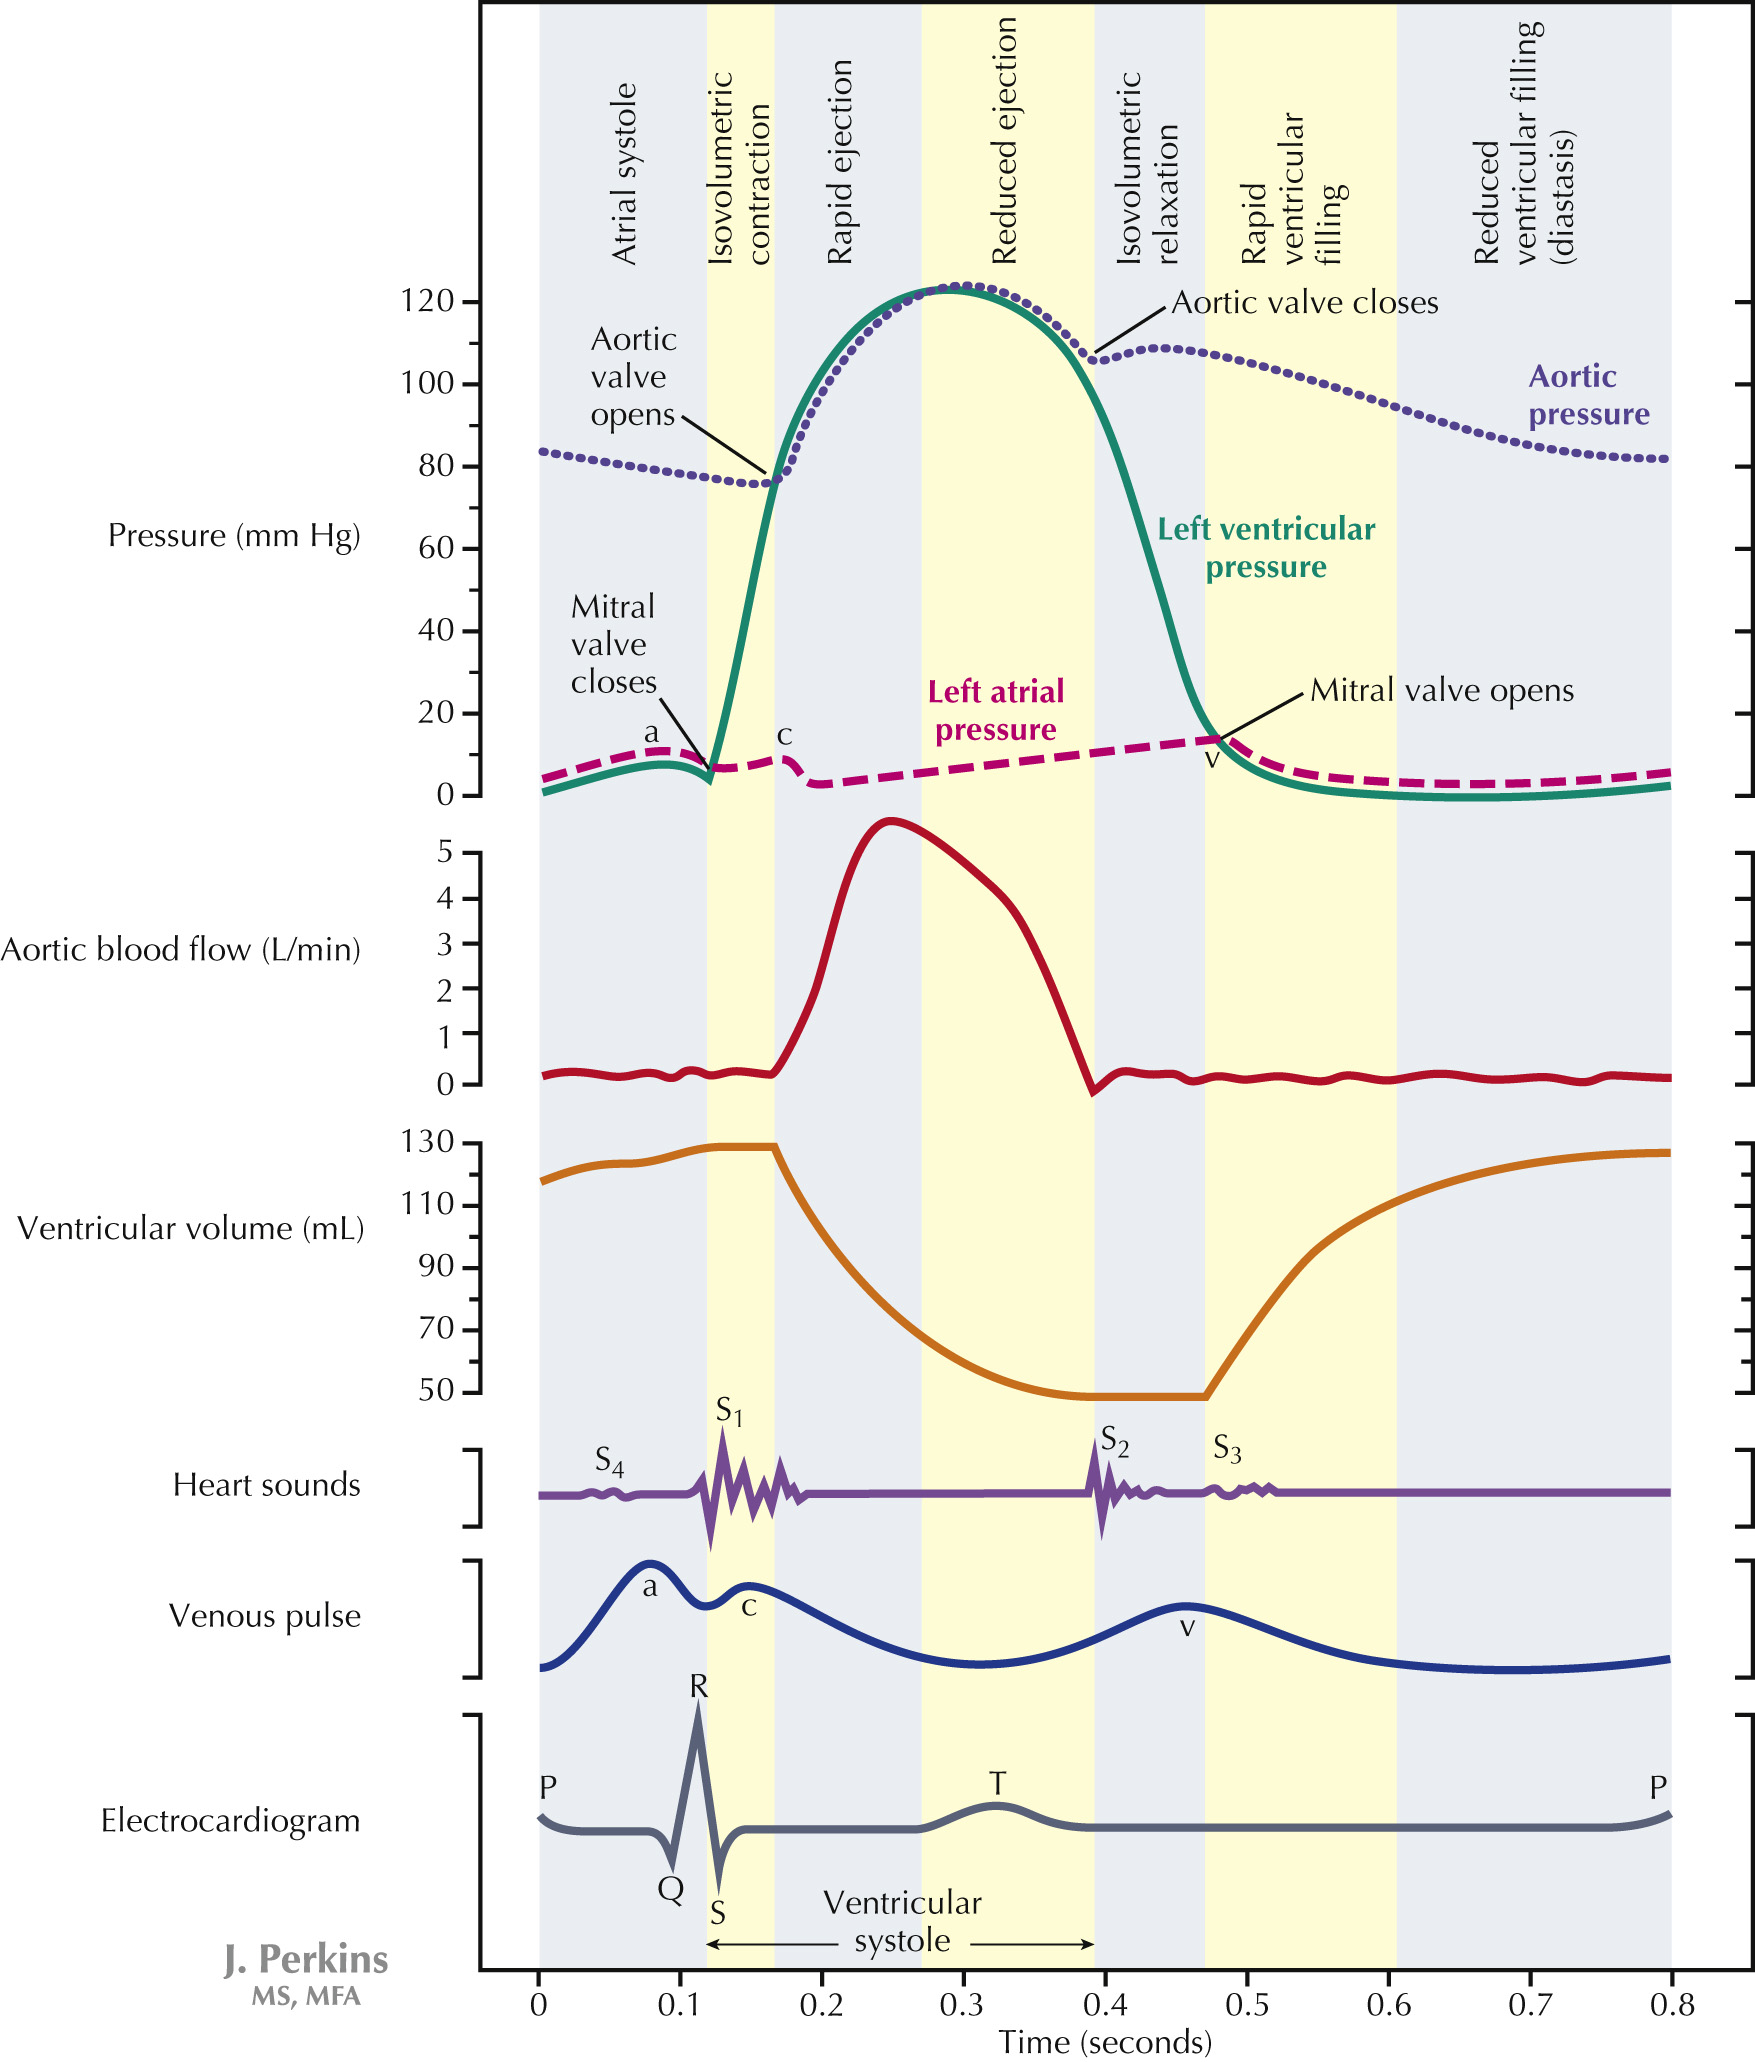 Atrial systole
Isovolumetric
contraction
Rapid ejection
Reduced ejection
Isovolumetric
relaxation
Rapid
ventricular
filling
Reduced
ventricular filling
(diastasis)
120
100
80
60
40
20
0
Pressure (mm Hg)
Aortic
valve
opens
Aortic valve closes
Aortic
pressure
Left ventricular
pressure
Mitral
valve
closes
a
c
Left atrial
pressure
Mitral valve opens
v
5
4
3
2
1
0
Aortic blood flow (L/min)
130
110
90
70
50
Ventricular volume (mL)
Heart sounds
S4
S1
S2
S3
Venous pulse
a
c
v
Electrocardiogram
P
R
Q
S
T
P
Ventricular
systole
J. Perkins
MS, MFA
0
0.1
0.2
0.3
0.4
0.5
0.6
0.7
0.8
Time (seconds)